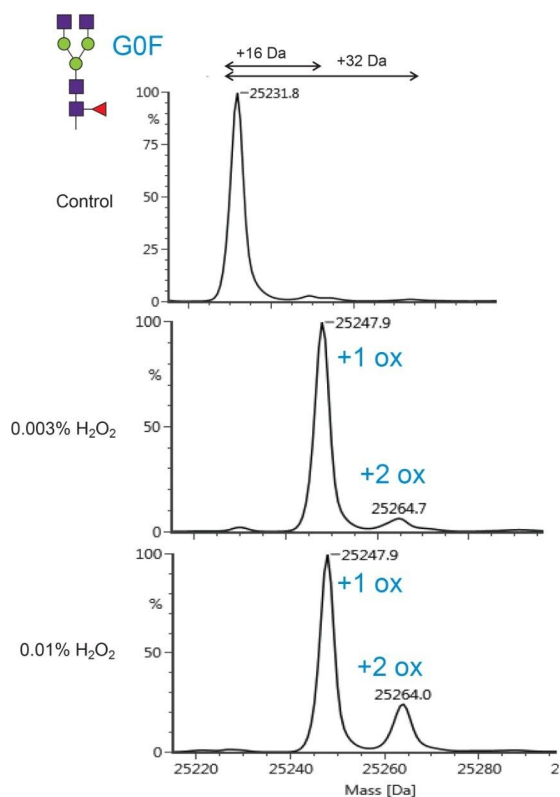 G0F
+16 Da
+32 Da
100
25231.8
%
75
Control
50
25
0
100
25247.9
+1 ox
%
0.003% H₂O₂
50
+2 ox
25264.7
0
100
25247.9
+1 ox
%
0.01% H₂O₂
50
+2 ox
25264.0
0
25220 25240 25260 25280 2
Mass [Da]